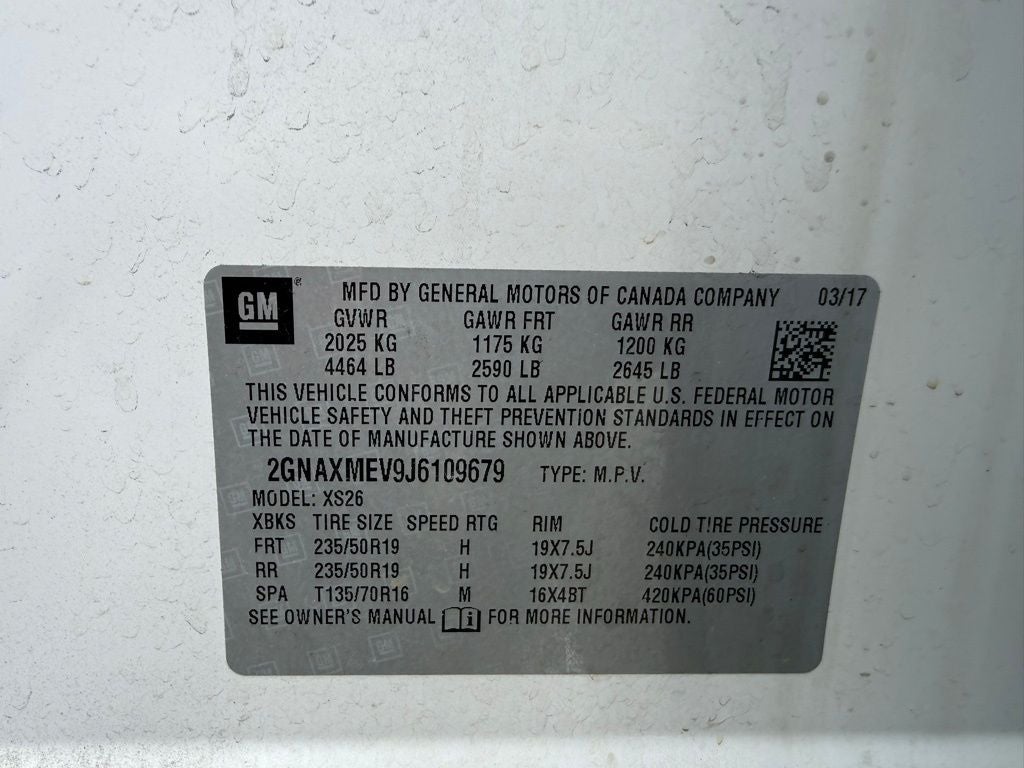 GM ®
MFD BY GENERAL MOTORS OF CANADA COMPANY 03/17
GVWR GAWR FRT GAWR RR
2025 KG 1175 KG 1200 KG
4464 LB 2590 LB 2645 LB
THIS VEHICLE CONFORMS TO ALL APPLICABLE U.S. FEDERAL MOTOR
VEHICLE SAFETY AND THEFT PREVENTION STANDARDS IN EFFECT ON
THE DATE OF MANUFACTURE SHOWN ABOVE.
2GNAXMEV9J6109679 TYPE: M.P.V.
MODEL: XS26
XBKS TIRE SIZE SPEED RTG RIM COLD TIRE PRESSURE
FRT 235/50R19 H 19X7.5J 240KPA(35PSI)
RR 235/50R19 H 19X7.5J 240KPA(35PSI)
SPA T135/70R16 M 16X4BT 420KPA(60PSI)
SEE OWNER'S MANUAL i FOR MORE INFORMATION.